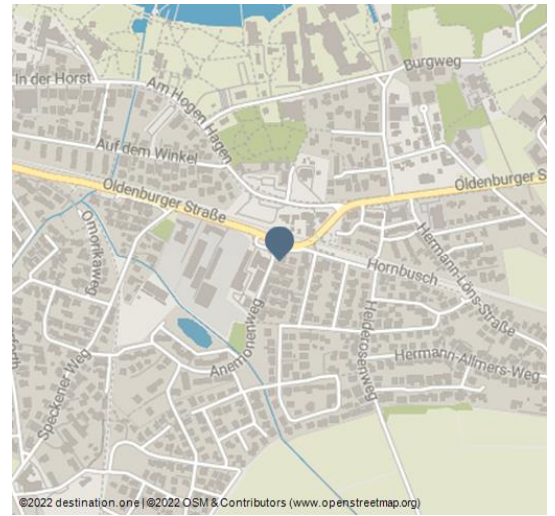 Burgweg
In der Horst
Am Hogen Hagen
Auf dem Winkel
Oldenburger Straße
Oldenburger S
Omorikaweg
Hornbusch
Hermann-Löns-Straße
Heiderosenweg
Anemonenweg
Hermann-Allmers-Weg
Speckener Weg
©2022 destination.one | ©2022 OSM & Contributors (www.openstreetmap.org)